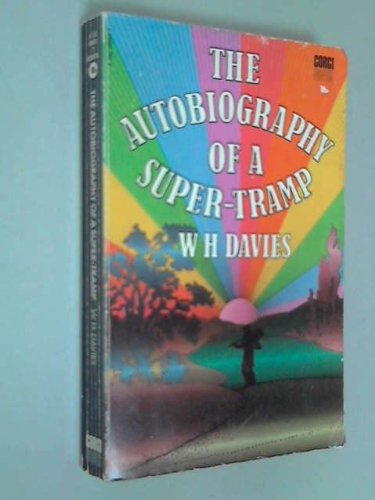 CORGI
THE
AUTOBIOGRAPHY
OF A
SUPER-TRAMP
W H DAVIES
THE AUTOBIOGRAPHY OF A SUPER-TRAMP W. H. DAVIES